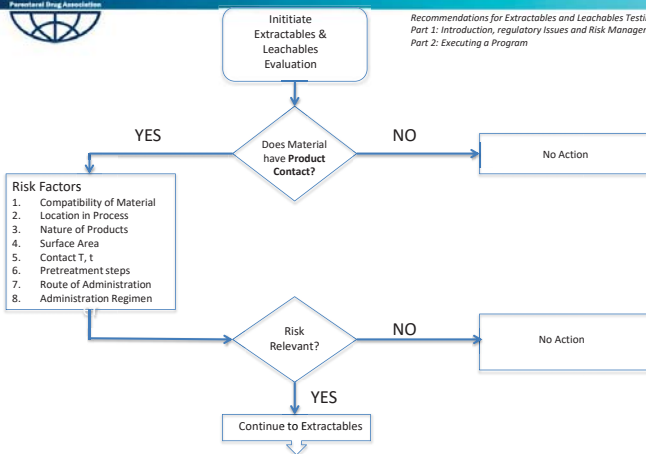 Parenteral Drug Association
Recommendations for Extractables and Leachables Testi
Part 1: Introduction, regulatory Issues and Risk Manager
Part 2: Executing a Program
Inititiate
Extractables &
Leachables
Evaluation
YES
Does Material
have Product
Contact?
NO
No Action
Risk Factors
1. Compatibility of Material
2. Location in Process
3. Nature of Products
4. Surface Area
5. Contact T, t
6. Pretreatment steps
7. Route of Administration
8. Administration Regimen
Risk
Relevant?
NO
No Action
YES
Continue to Extractables